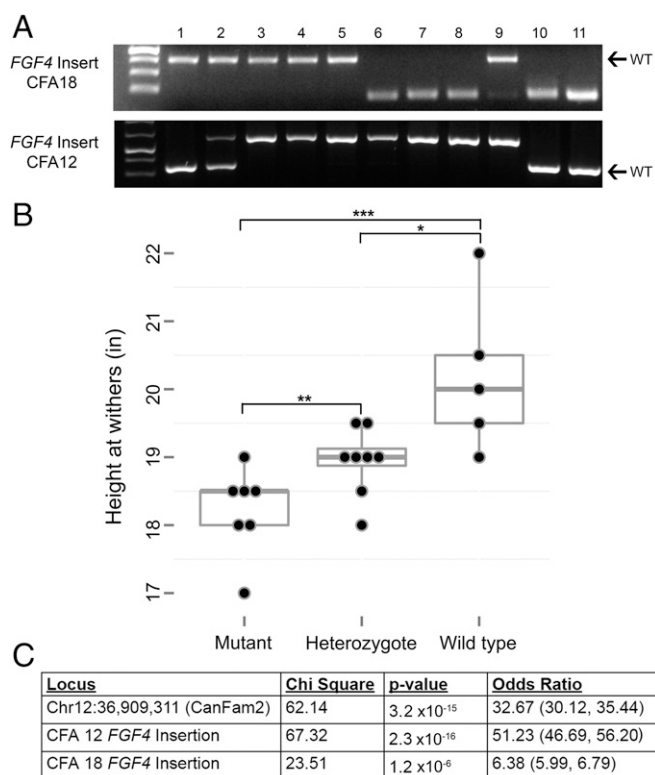 A
1 2 3 4 5 6 7 8 9 10 11
FGF4 Insert
CFA18
← WT
FGF4 Insert
CFA12
← WT
B
***
*
**
Height at withers (in)
22
21
20
19
18
17
Mutant Heterozygote Wild type
C
Locus Chi Square p-value Odds Ratio
Chr12:36,909,311 (CanFam2) 62.14 3.2 x10-15 32.67 (30.12, 35.44)
CFA 12 FGF4 Insertion 67.32 2.3 x10-16 51.23 (46.69, 56.20)
CFA 18 FGF4 Insertion 23.51 1.2 x10-6 6.38 (5.99, 6.79)